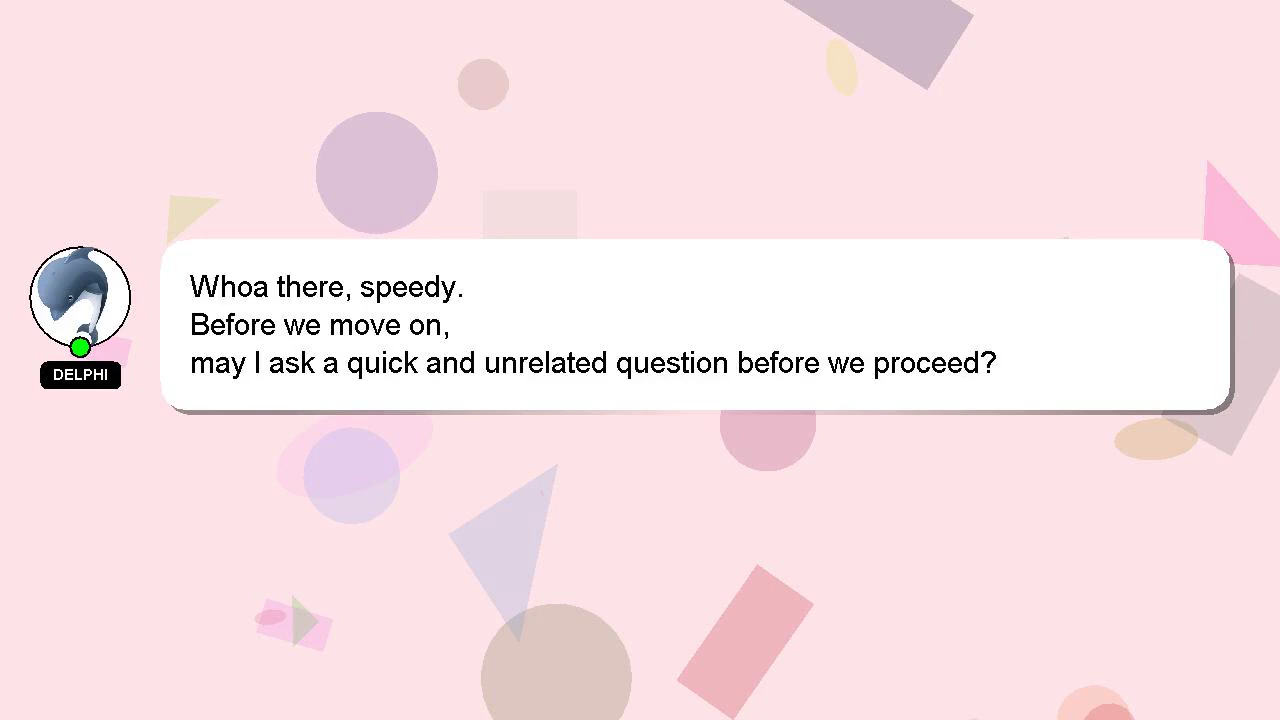 Whoa there, speedy.
Before we move on,
may I ask a quick and unrelated question before we proceed?
DELPHI